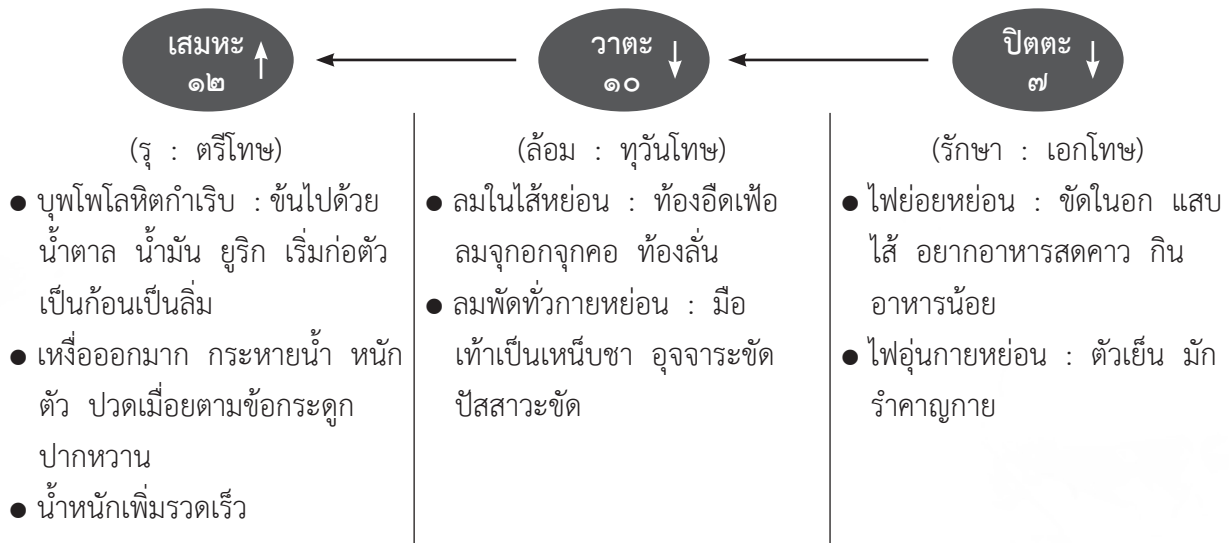 เสมหะ
๑๒
วาตะ
๑๐
ปิตตะ
๗
(รุ : ตรีโทษ)
● บุพโพโลหิตกำเริบ : ข้นไปด้วย
น้ำตาล น้ำมัน ยูริก เริ่มก่อตัว
เป็นก้อนเป็นลิ่ม
● เหงื่อออกมาก กระหายน้ำ หนัก
ตัว ปวดเมื่อยตามข้อกระดูก
ปากหวาน
● น้ำหนักเพิ่มรวดเร็ว
(ล้อม : ทุวันโทษ)
● ลมในไส้หย่อน : ท้องอืดเฟ้อ
ลมจุกอกจุกคอ ท้องลั่น
● ลมพัดทั่วกายหย่อน : มือ
เท้าเป็นเหน็บชา อุจจาระขัด
ปัสสาวะขัด
(รักษา : เอกโทษ)
● ไฟย่อยหย่อน : ขัดในอก แสบ
ไส้ อยากอาหารสดคาว กิน
อาหารน้อย
● ไฟอุ่นกายหย่อน : ตัวเย็น มัก
รำคาญกาย